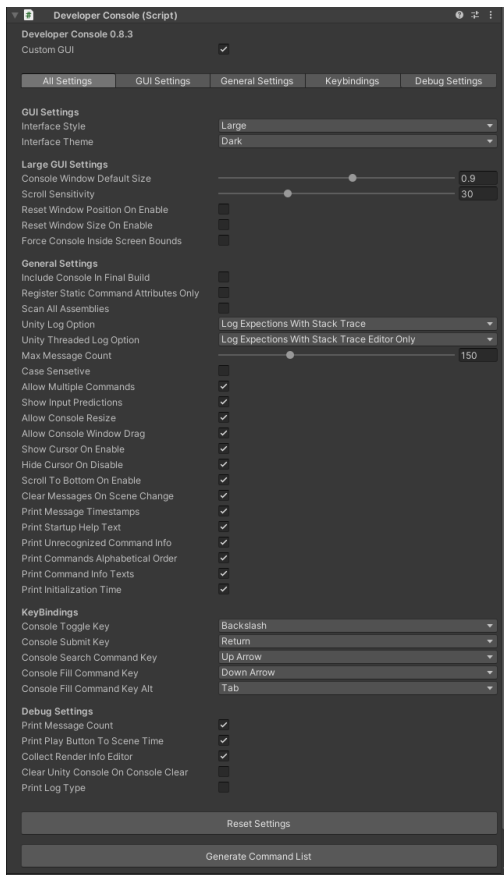 Developer Console (Script)
Developer Console 0.8.3
Custom GUI
All Settings GUI Settings General Settings Keybindings Debug Settings
GUI Settings
Interface Style Large
Interface Theme Dark
Large GUI Settings
Console Window Default Size 0.9
Scroll Sensitivity 30
Reset Window Position On Enable
Reset Window Size On Enable
Force Console Inside Screen Bounds
General Settings
Include Console In Final Build
Register Static Command Attributes Only
Scan All Assemblies
Unity Log Option Log Expections With Stack Trace
Unity Threaded Log Option Log Expections With Stack Trace Editor Only
Max Message Count 150
Case Sensetive
Allow Multiple Commands
Show Input Predictions
Allow Console Resize
Allow Console Window Drag
Show Cursor On Enable
Hide Cursor On Disable
Scroll To Bottom On Enable
Clear Messages On Scene Change
Print Message Timestamps
Print Startup Help Text
Print Unrecognized Command Info
Print Commands Alphabetical Order
Print Command Info Texts
Print Initialization Time
KeyBindings
Console Toggle Key Backslash
Console Submit Key Return
Console Search Command Key Up Arrow
Console Fill Command Key Down Arrow
Console Fill Command Key Alt Tab
Debug Settings
Print Message Count
Print Play Button To Scene Time
Collect Render Info Editor
Clear Unity Console On Console Clear
Print Log Type
Reset Settings
Generate Command List